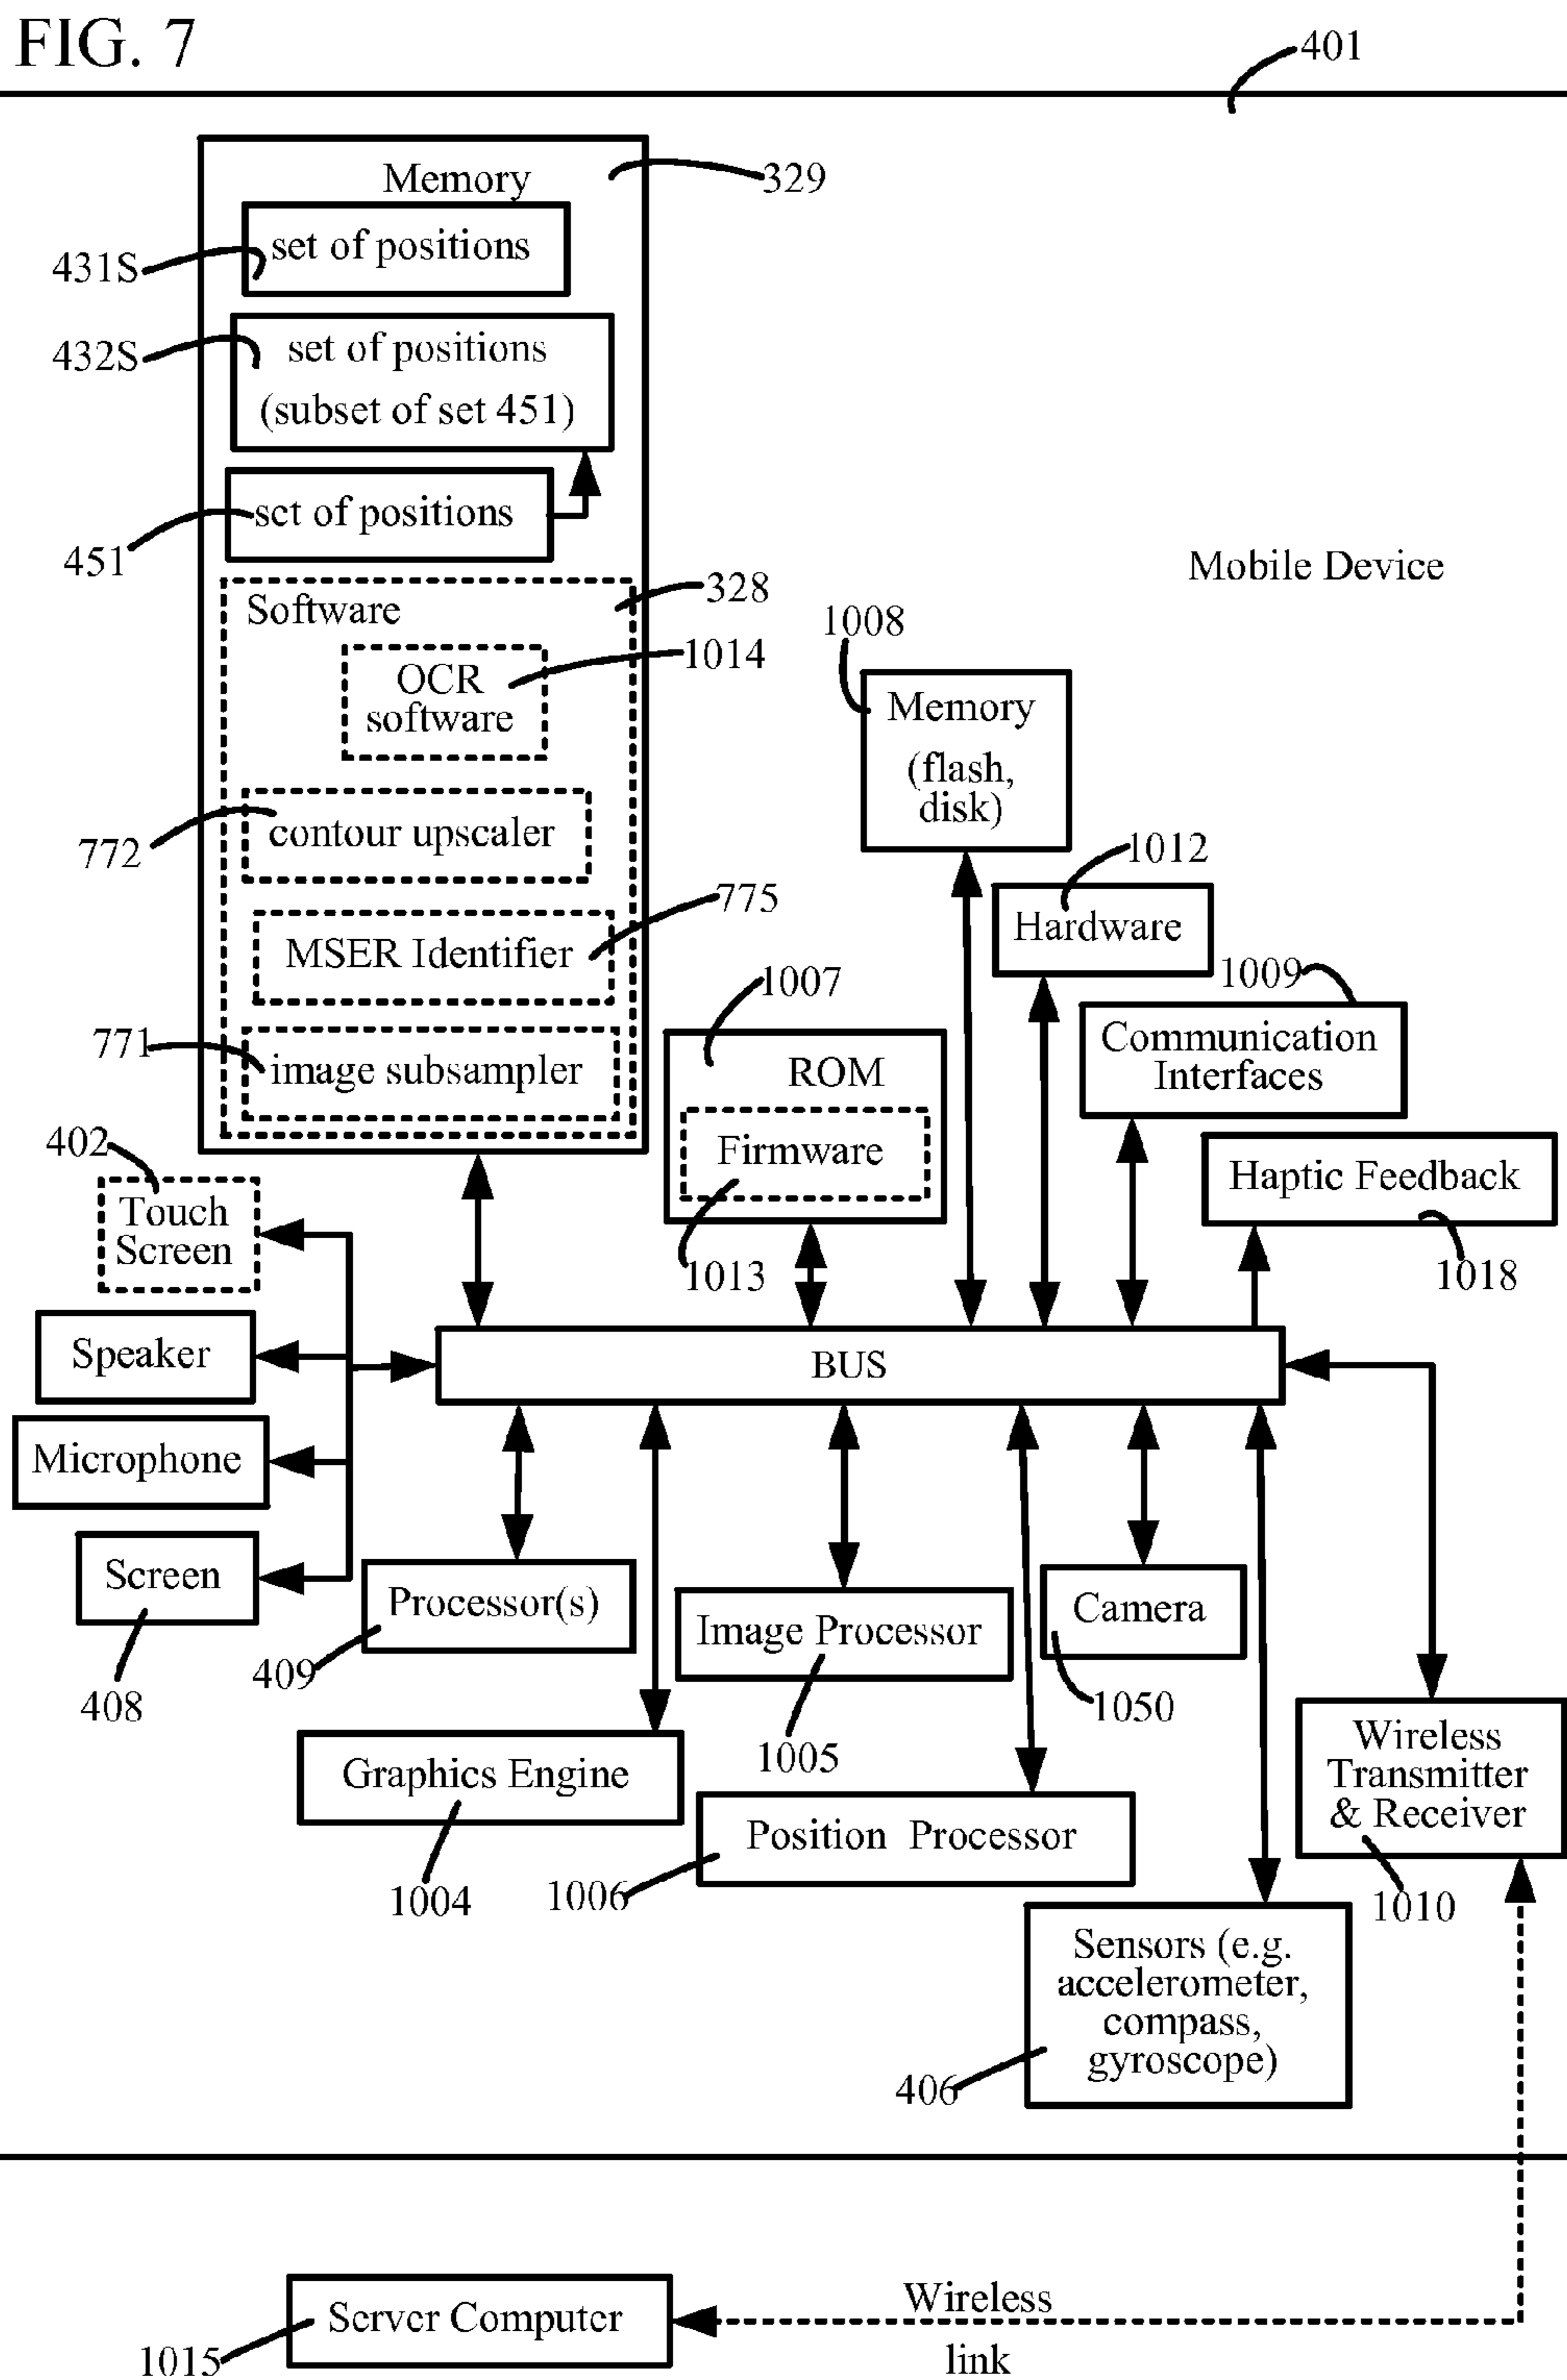 FIG. 7
401
Memory
329
431S
set of positions
432S
set of positions
(subset of set 451)
451
set of positions
Mobile Device
328
Software
1014
OCR
software
1008
Memory
(flash,
disk)
772
contour upscaler
1012
Hardware
775
MSER Identifier
1009
Communication
Interfaces
771
image subsampler
1007
ROM
Firmware
1013
Haptic Feedback
1018
402
Touch
Screen
Speaker
BUS
Microphone
Screen
408
Processor(s)
409
Image Processor
1005
Camera
1050
Graphics Engine
1004
Position Processor
1006
Wireless
Transmitter
& Receiver
1010
Sensors (e.g.
accelerometer,
compass,
gyroscope)
406
Server Computer
1015
Wireless
link